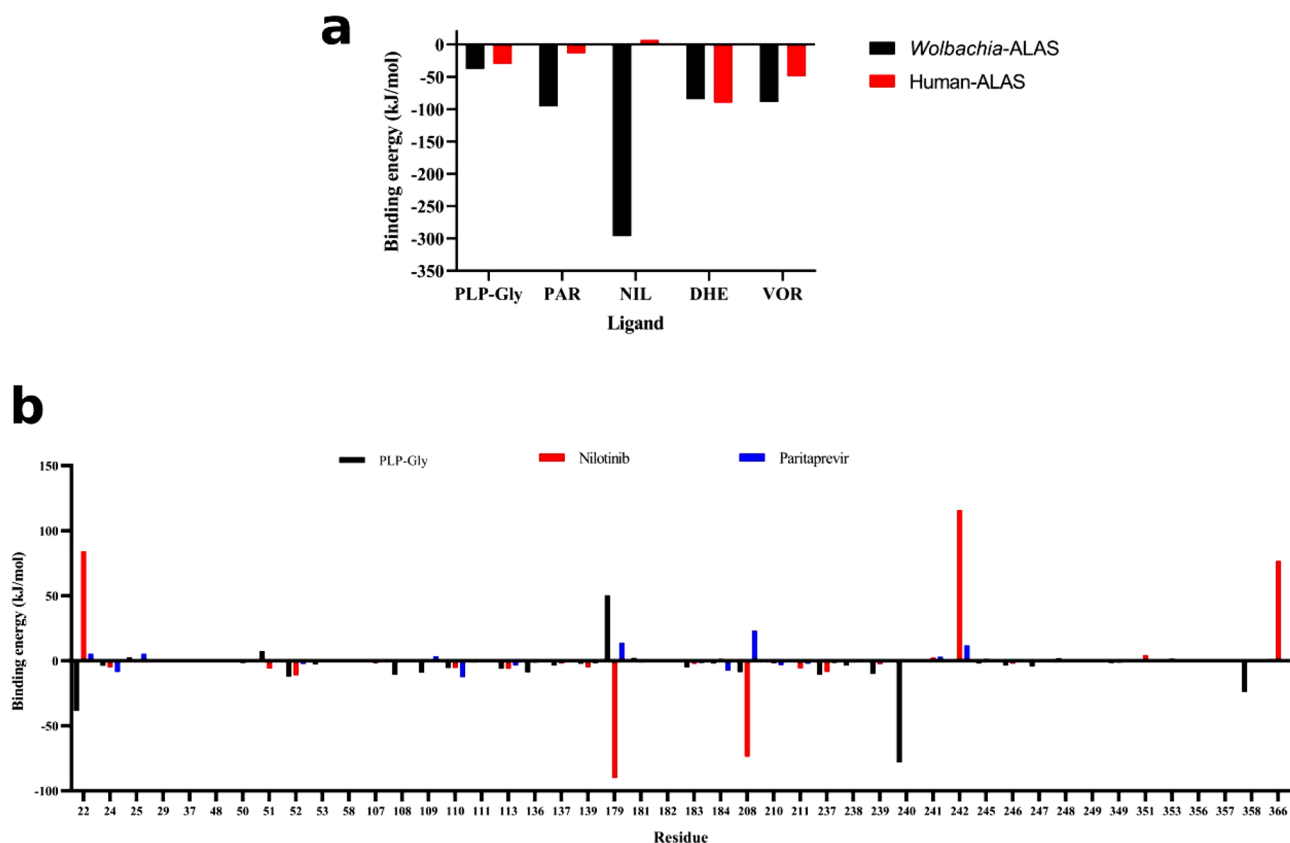 a
0
-50
-100
-150
-200
-250
-300
-350
Binding energy (kJ/mol)
PLP-Gly PAR NIL DHE VOR
Ligand
Wolbachia-ALAS
Human-ALAS
b
PLP-Gly Nilotinib Paritaprevir
150
100
50
0
-50
-100
Binding energy (kJ/mol)
22 24 25 29 37 48 50 51 52 53 58 107 108 109 110 111 113 136 137 139 179 181 182 183 184 208 210 211 237 238 239 240 241 242 245 246 247 248 249 349 351 353 356 357 358 366
Residue